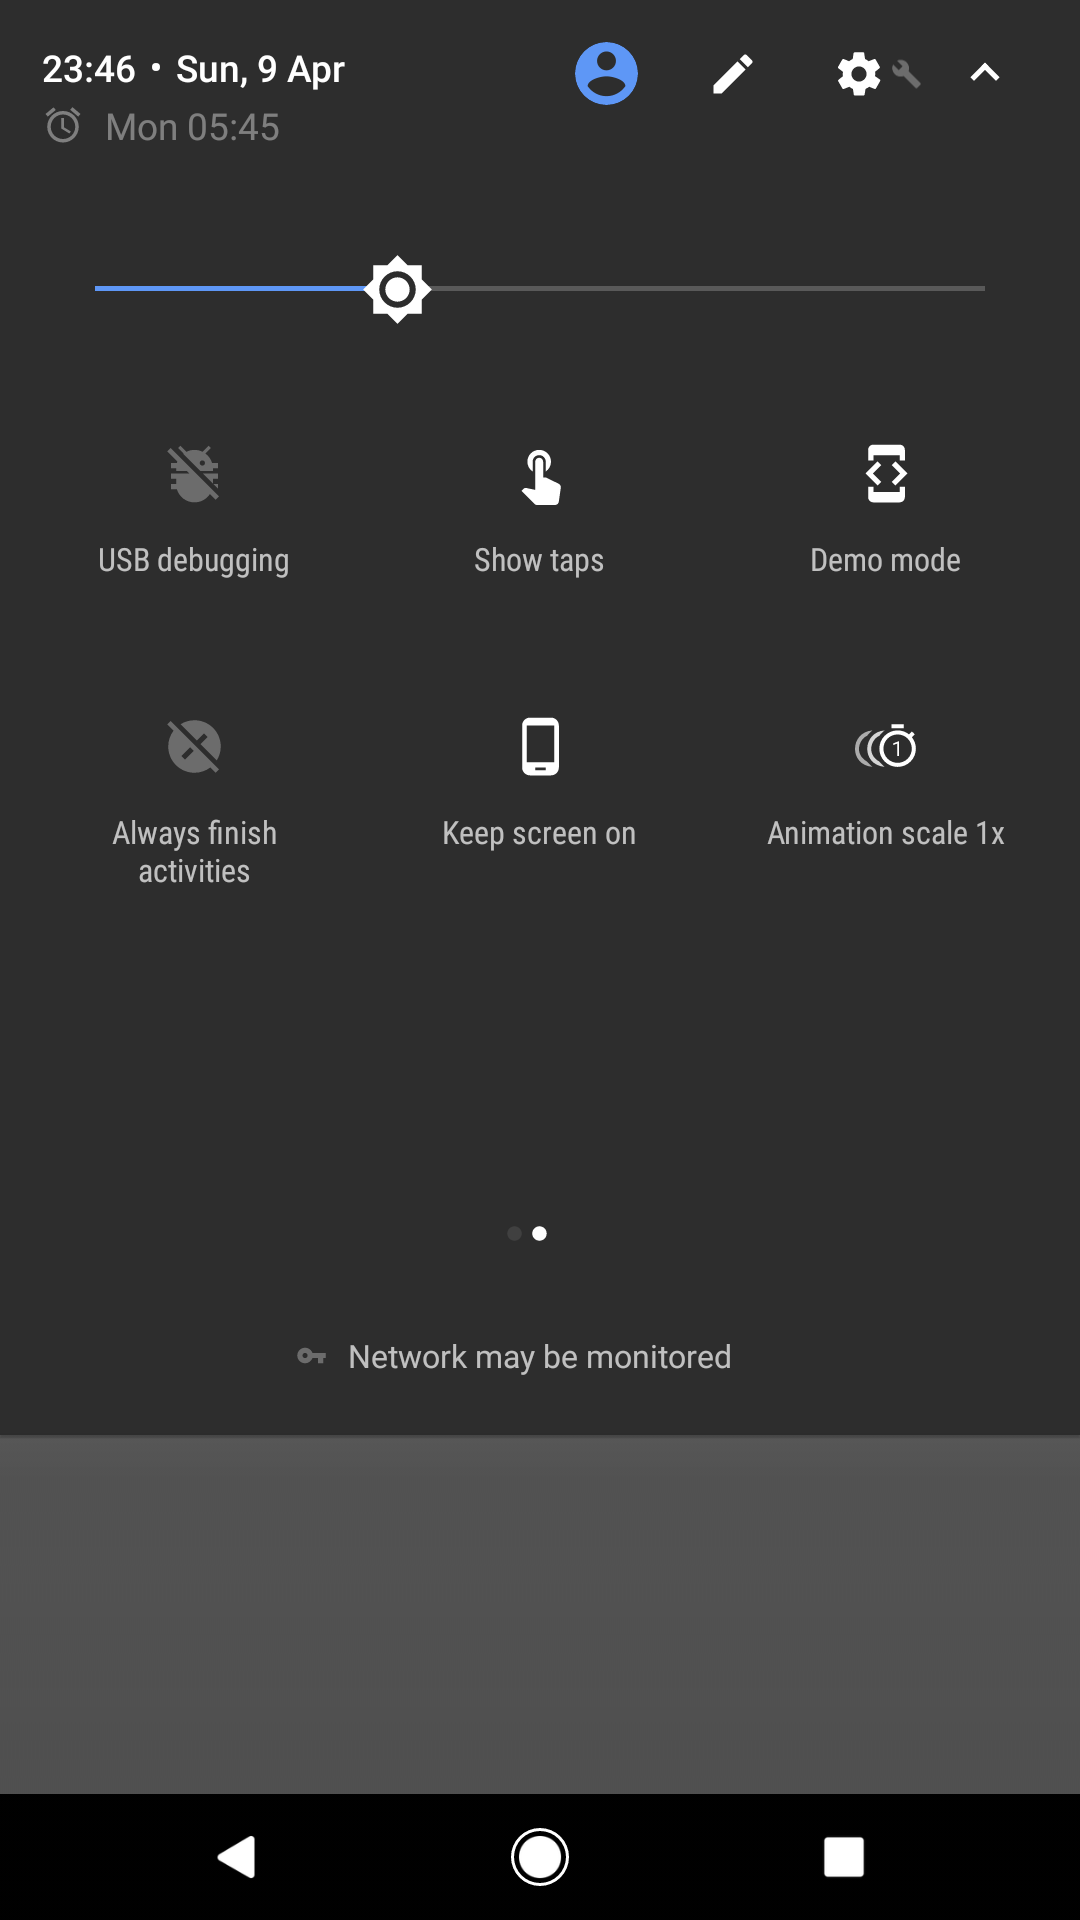 23:46 • Sun, 9 Apr
Mon 05:45
USB debugging
Show taps
Demo mode
Always finish
activities
Keep screen on
Animation scale 1x
1
Network may be monitored